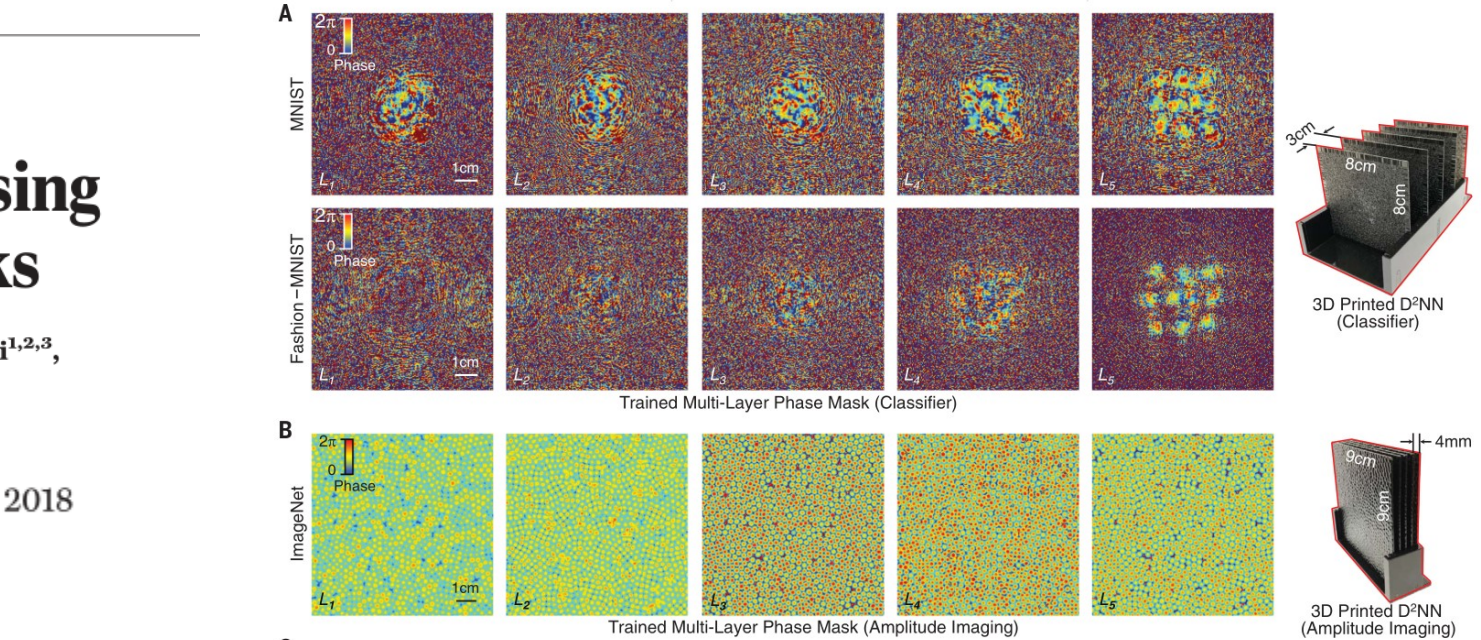 sing
ks
i1,2,3,
2018
A
MNIST
2π
0
Phase
1cm
L1
L2
L3
L4
L5
3cm
8cm
8cm
3D Printed D²NN
(Classifier)
Fashion-MNIST
2π
0
Phase
1cm
L1
L2
L3
L4
L5
Trained Multi-Layer Phase Mask (Classifier)
B
ImageNet
2π
0
Phase
1cm
L1
L2
L3
L4
L5
4mm
9cm
9cm
3D Printed D²NN
(Amplitude Imaging)
Trained Multi-Layer Phase Mask (Amplitude Imaging)